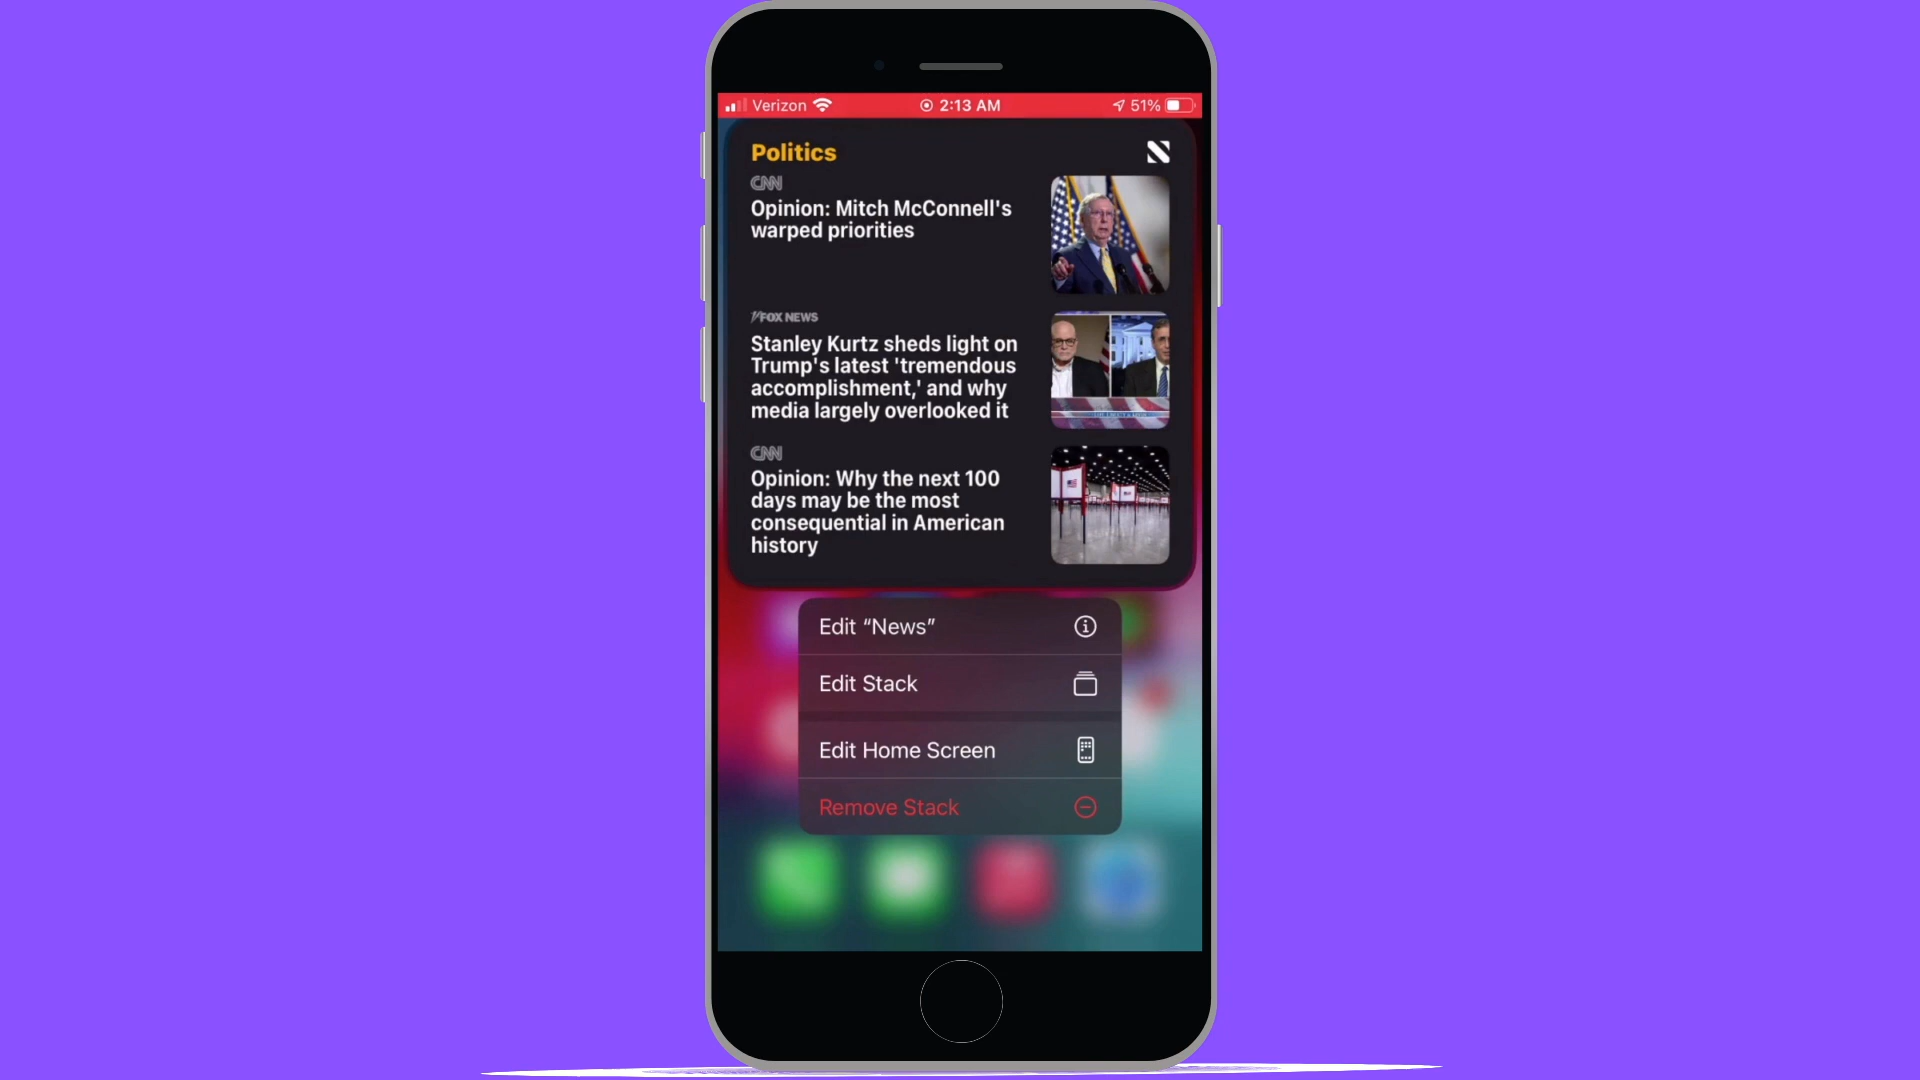 Verizon 2:13 AM 51%
Politics
CNN
Opinion: Mitch McConnell's
warped priorities
FOX NEWS
Stanley Kurtz sheds light on
Trump's latest 'tremendous
accomplishment,' and why
media largely overlooked it
CNN
Opinion: Why the next 100
days may be the most
consequential in American
history
Edit “News”
Edit Stack
Edit Home Screen
Remove Stack